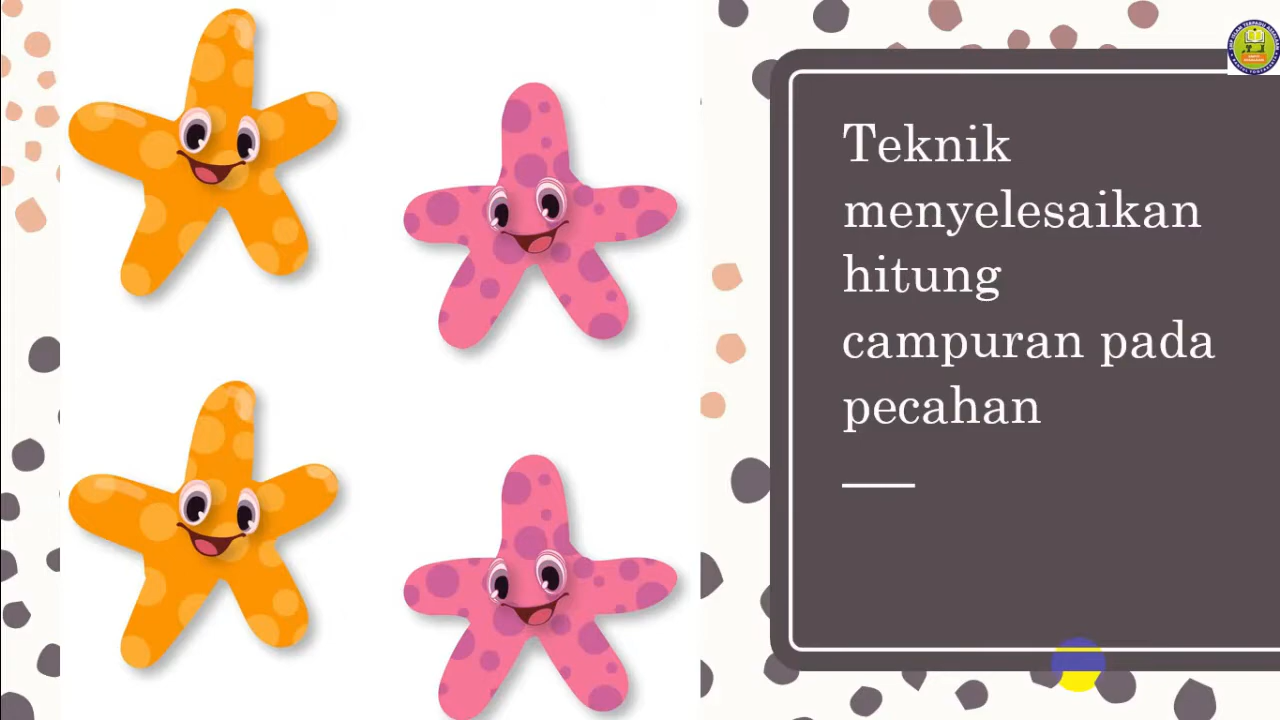 Teknik
menyelesaikan
hitung
campuran pada
pecahan